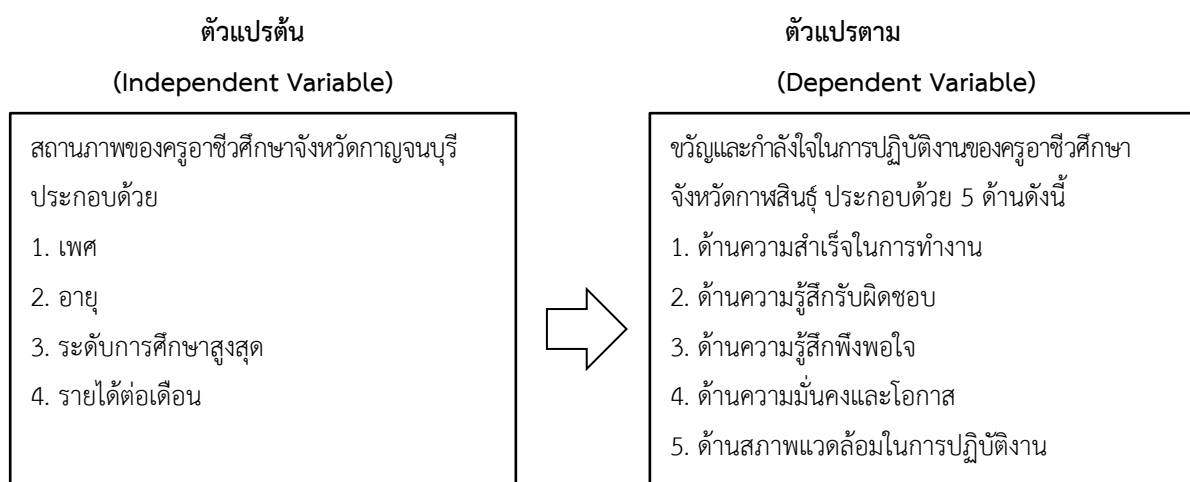 ตัวแปรต้น
(Independent Variable)
สถานภาพของครูอาชีวศึกษาจังหวัดกาญจนบุรี
ประกอบด้วย
1. เพศ
2. อายุ
3. ระดับการศึกษาสูงสุด
4. รายได้ต่อเดือน
ตัวแปรตาม
(Dependent Variable)
ขวัญและกำลังใจในการปฏิบัติงานของครูอาชีวศึกษา
จังหวัดกาฬสินธุ์ ประกอบด้วย 5 ด้านดังนี้
1. ด้านความสำเร็จในการทำงาน
2. ด้านความรู้สึกรับผิดชอบ
3. ด้านความรู้สึกพึงพอใจ
4. ด้านความมั่นคงและโอกาส
5. ด้านสภาพแวดล้อมในการปฏิบัติงาน